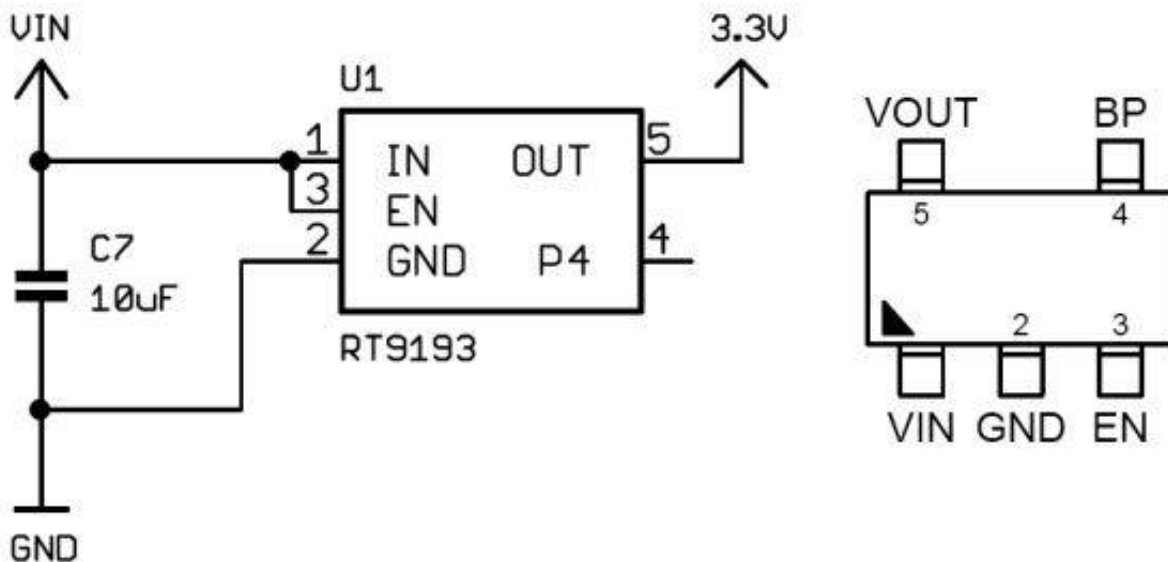 VIN
3.3V
U1
1 IN OUT 5
3 EN
2 GND P4 4
C7
10uF
RT9193
GND
VOUT BP
5 4
2 3
VIN GND EN